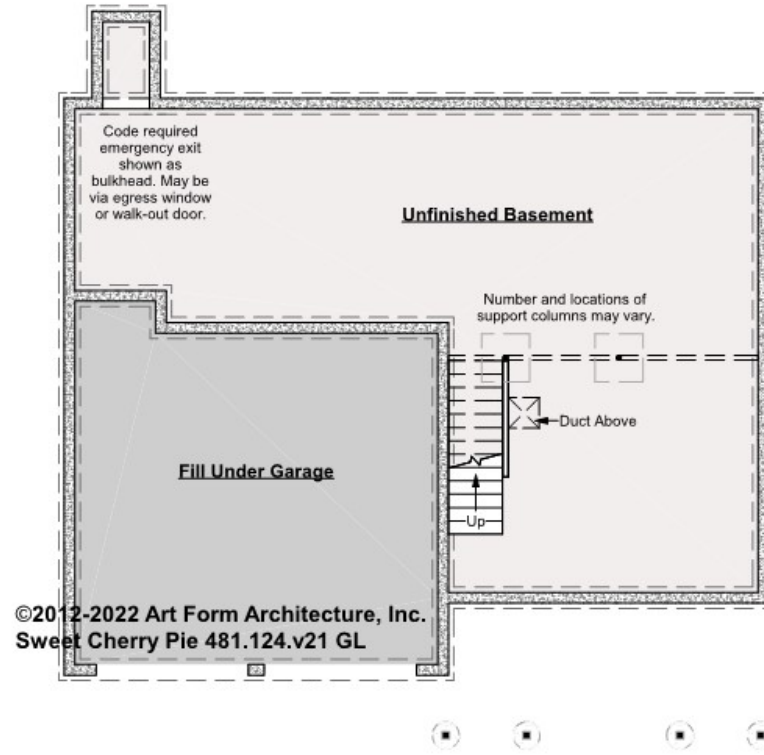 Code required
emergency exit
shown as
bulkhead. May be
via egress window
or walk-out door.
Unfinished Basement
Number and locations of
support columns may vary.
Duct Above
Fill Under Garage
Up
©2012-2022 Art Form Architecture, Inc.
Sweet Cherry Pie 481.124.v21 GL